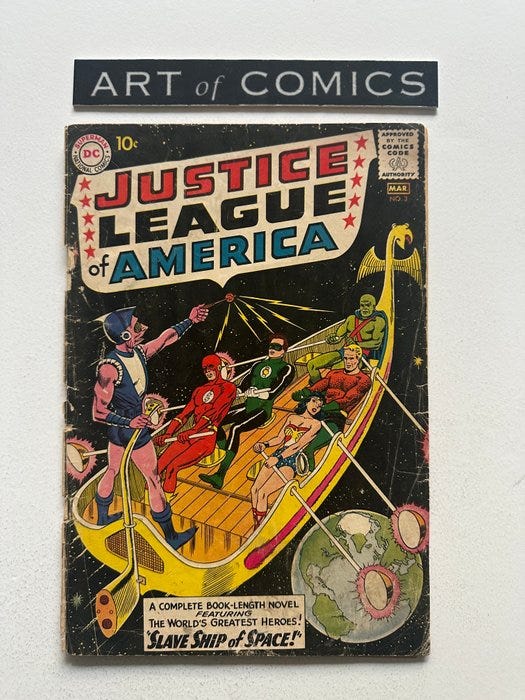 ART of COMICS
SUPERMAN
DC
NATIONAL COMICS
10¢
APPROVED
BY THE
COMICS
CODE
CA
AUTHORITY
MAR.
NO. 3
JUSTICE
LEAGUE
of AMERICA
A COMPLETE BOOK-LENGTH NOVEL
FEATURING
THE WORLD'S GREATEST HEROES!
"SLAVE SHIP of SPACE!"